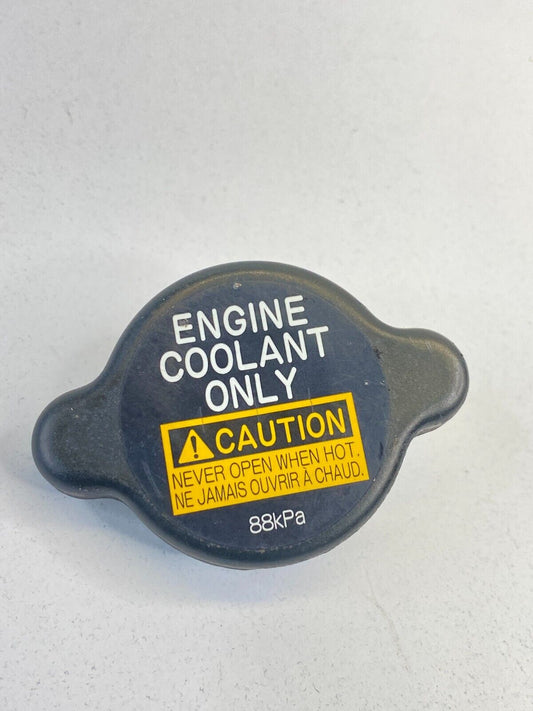 ENGINE
COOLANT
ONLY
CAUTION
NEVER OPEN WHEN HOT.
NE JAMAIS OUVRIR À CHAUD.
88kPa